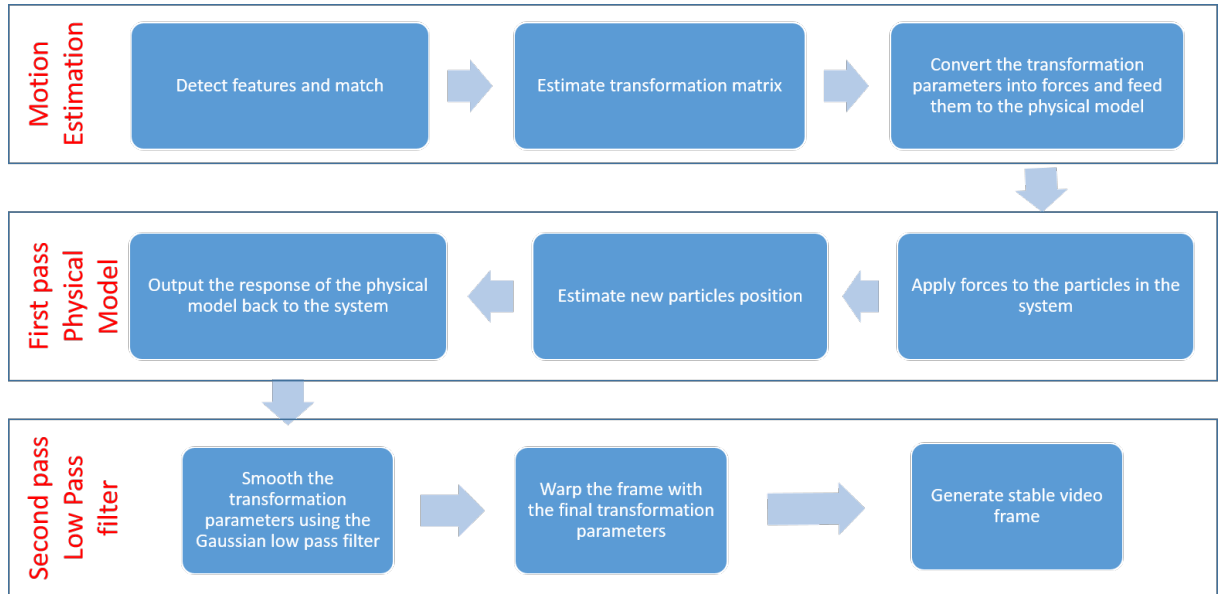 Motion
Estimation
Detect features and match
Estimate transformation matrix
Convert the transformation
parameters into forces and feed
them to the physical model
First pass
Physical
Model
Output the response of the physical
model back to the system
Estimate new particles position
Apply forces to the particles in the
system
Second pass
Low Pass
filter
Smooth the
transformation
parameters using the
Gaussian low pass filter
Warp the frame with
the final transformation
parameters
Generate stable video
frame